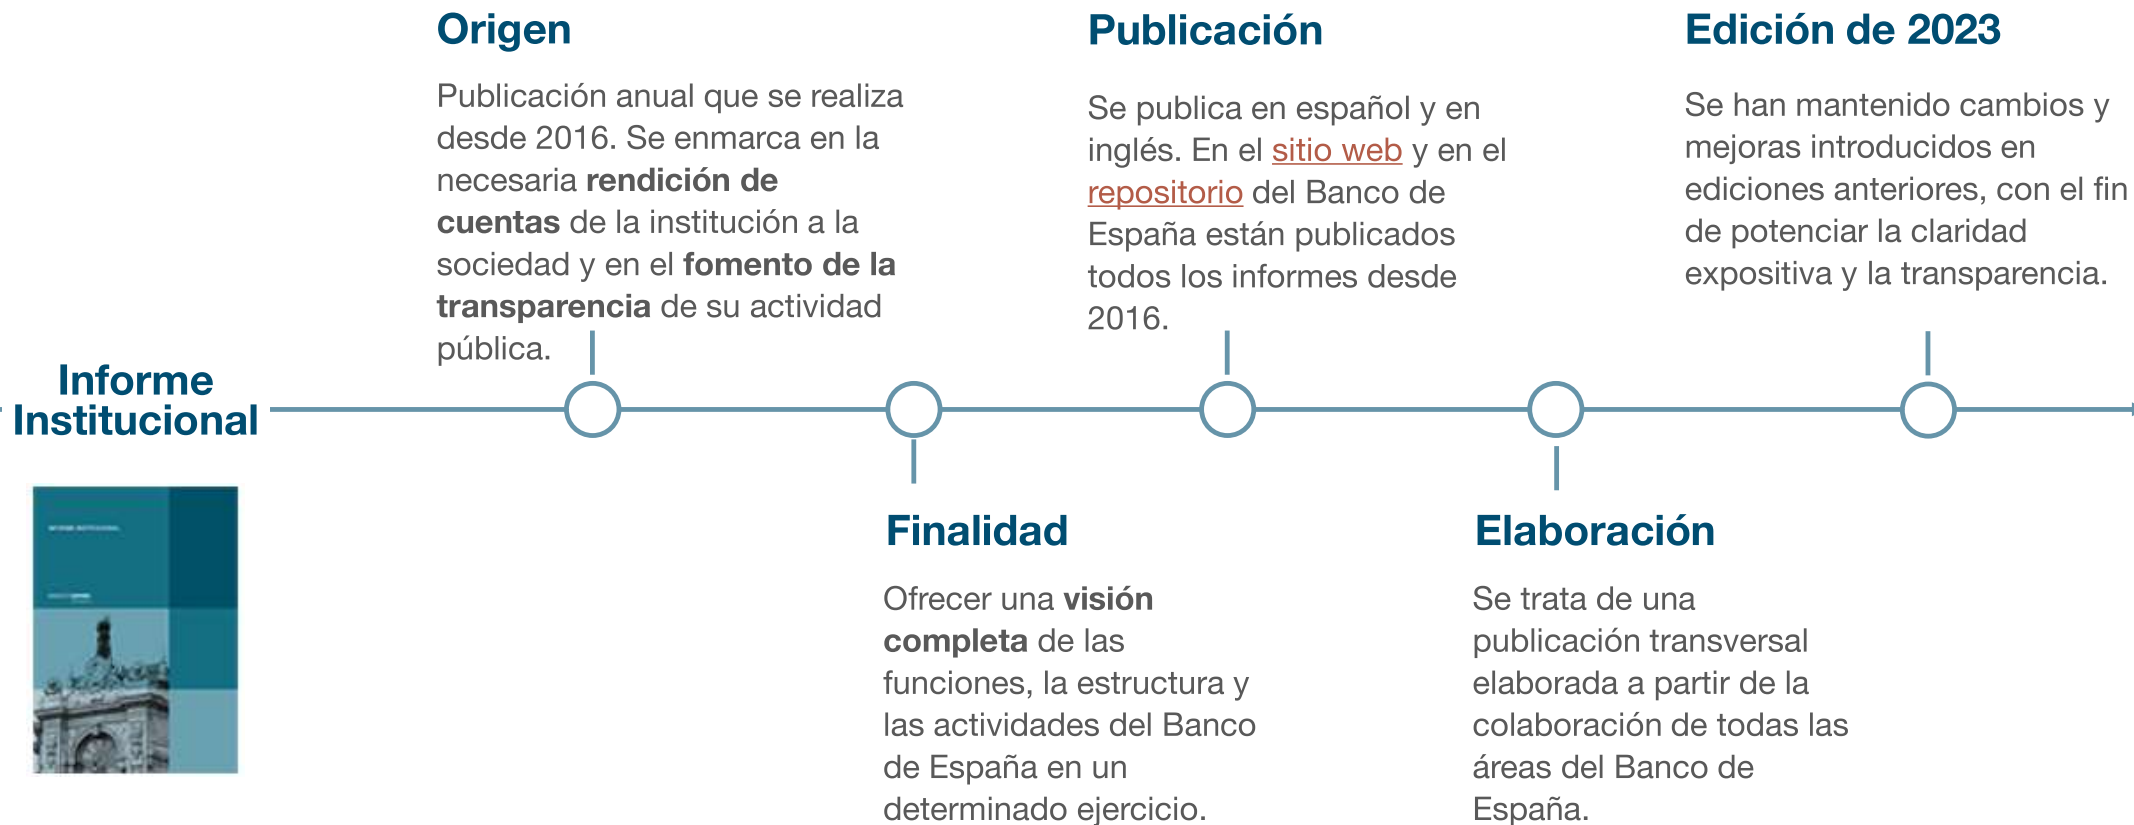 Origen
Publicación anual que se realiza
desde 2016. Se enmarca en la
necesaria rendición de
cuentas de la institución a la
sociedad y en el fomento de la
transparencia de su actividad
pública.
Publicación
Se publica en español y en
inglés. En el sitio web y en el
repositorio del Banco de
España están publicados
todos los informes desde
2016.
Edición de 2023
Se han mantenido cambios y
mejoras introducidos en
ediciones anteriores, con el fin
de potenciar la claridad
expositiva y la transparencia.
Informe
Institucional
Finalidad
Ofrecer una visión
completa de las
funciones, la estructura y
las actividades del Banco
de España en un
determinado ejercicio.
Elaboración
Se trata de una
publicación transversal
elaborada a partir de la
colaboración de todas las
áreas del Banco de
España.